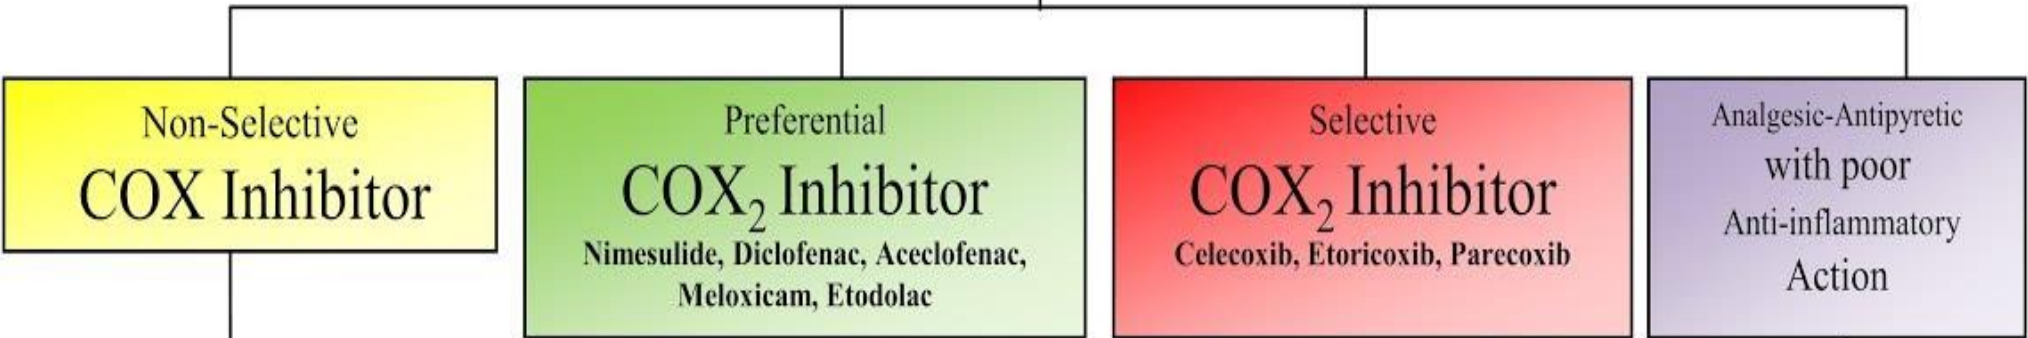 Non-Selective
COX Inhibitor
Preferential
COX₂ Inhibitor
Nimesulide, Diclofenac, Aceclofenac,
Meloxicam, Etodolac
Selective
COX₂ Inhibitor
Celecoxib, Etoricoxib, Parecoxib
Analgesic-Antipyretic
with poor
Anti-inflammatory
Action